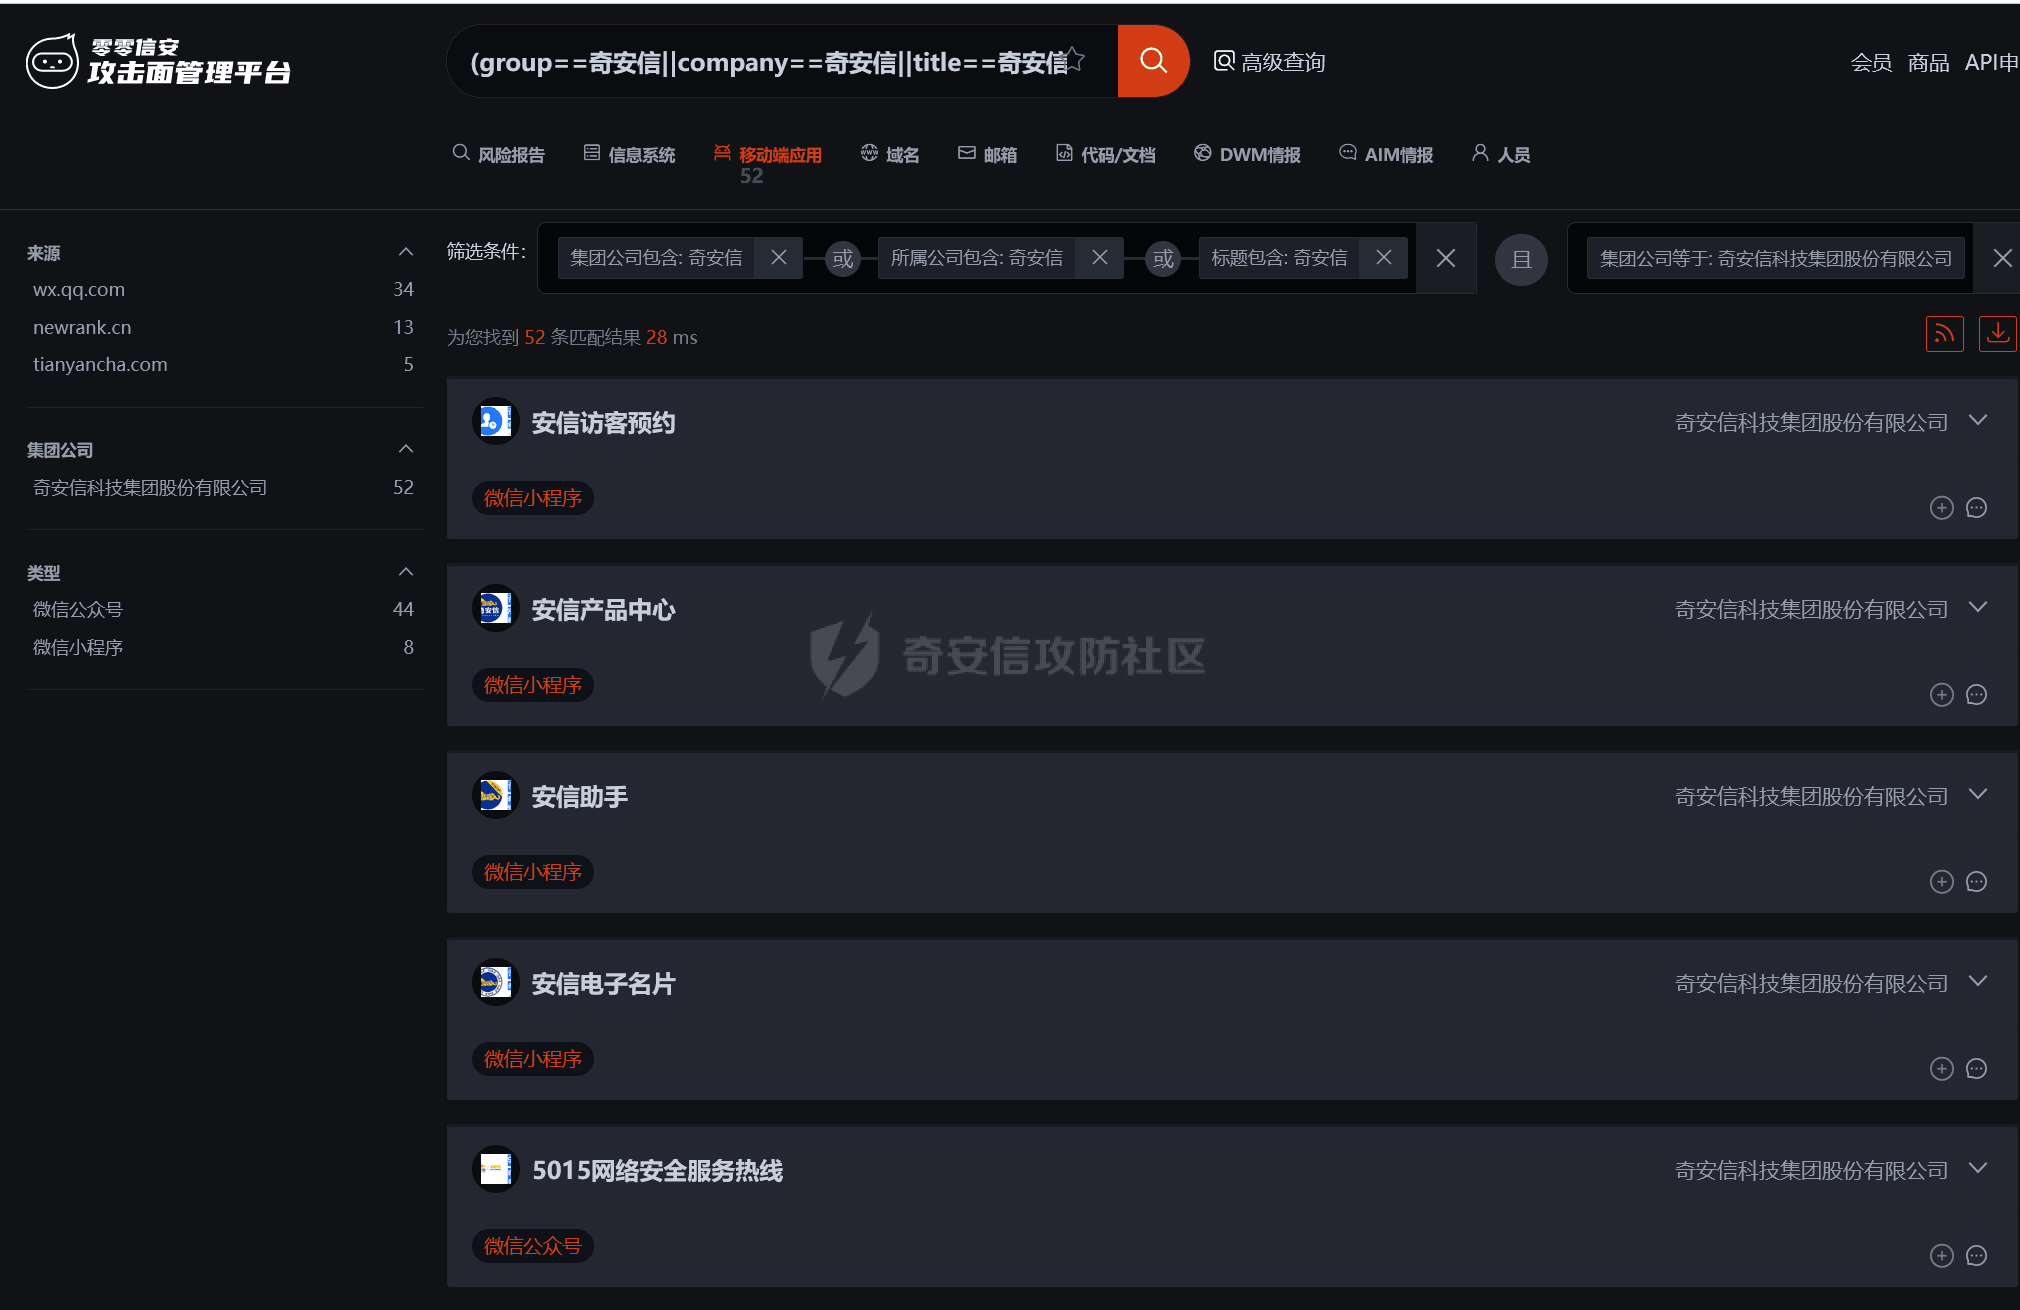 零零信安
攻击面管理平台
(group==奇安信||company==奇安信||title==奇安信
高级查询
会员 商品 API申
风险报告 信息系统 移动端应用 域名 邮箱 代码/文档 DWM情报 AIM情报 人员
52
来源
wx.qq.com 34
newrank.cn 13
tianyancha.com 5
集团公司
奇安信科技集团股份有限公司 52
类型
微信公众号 44
微信小程序 8
筛选条件: 集团公司包含: 奇安信 或 所属公司包含: 奇安信 或 标题包含: 奇安信 且 集团公司等于: 奇安信科技集团股份有限公司
为您找到 52 条匹配结果 28 ms
安信访客预约 奇安信科技集团股份有限公司
微信小程序
安信产品中心 奇安信科技集团股份有限公司
微信小程序
奇安信攻防社区
安信助手 奇安信科技集团股份有限公司
微信小程序
安信电子名片 奇安信科技集团股份有限公司
微信小程序
5015网络安全服务热线 奇安信科技集团股份有限公司
微信公众号